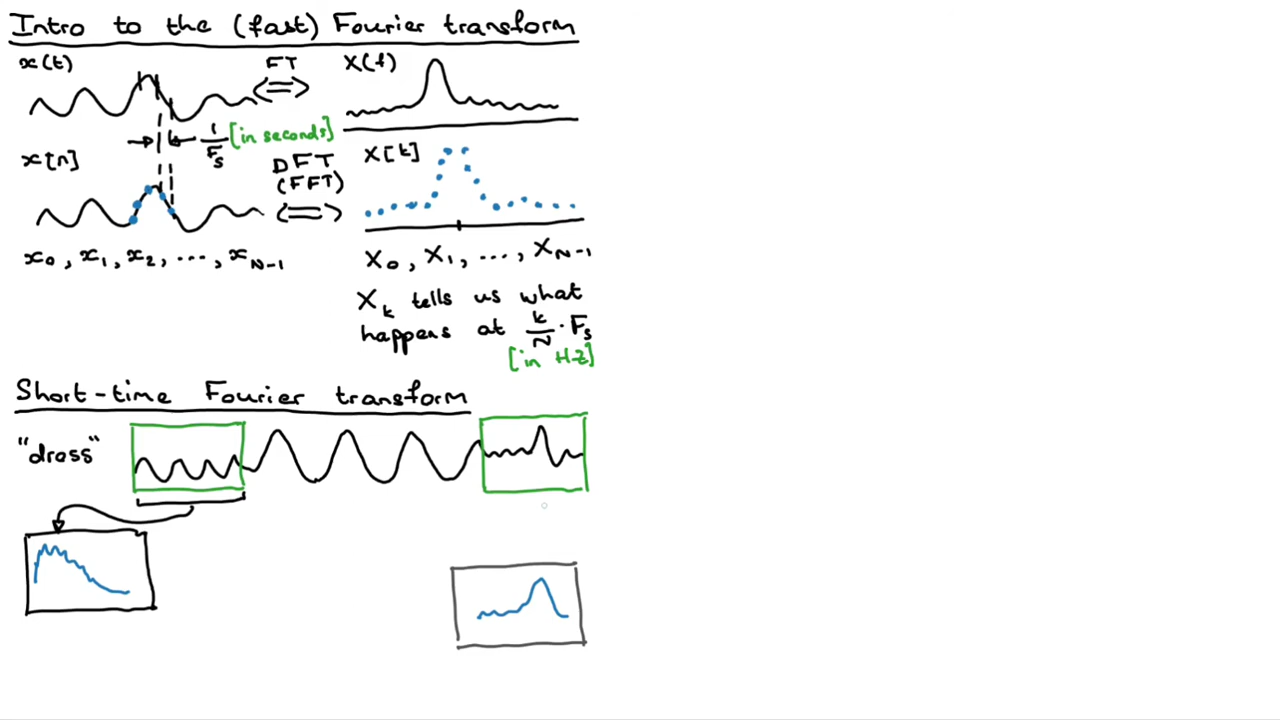 Intro to the (fast) Fourier transform
x(t)
FT
X(f)
1/Fs [in seconds]
x[n]
DFT
(FFT)
X[k]
x0, x1, x2, ..., xN-1
X0, X1, ..., XN-1
Xk tells us what
happens at k/N · Fs
[in Hz]
Short-time Fourier transform
"dress"